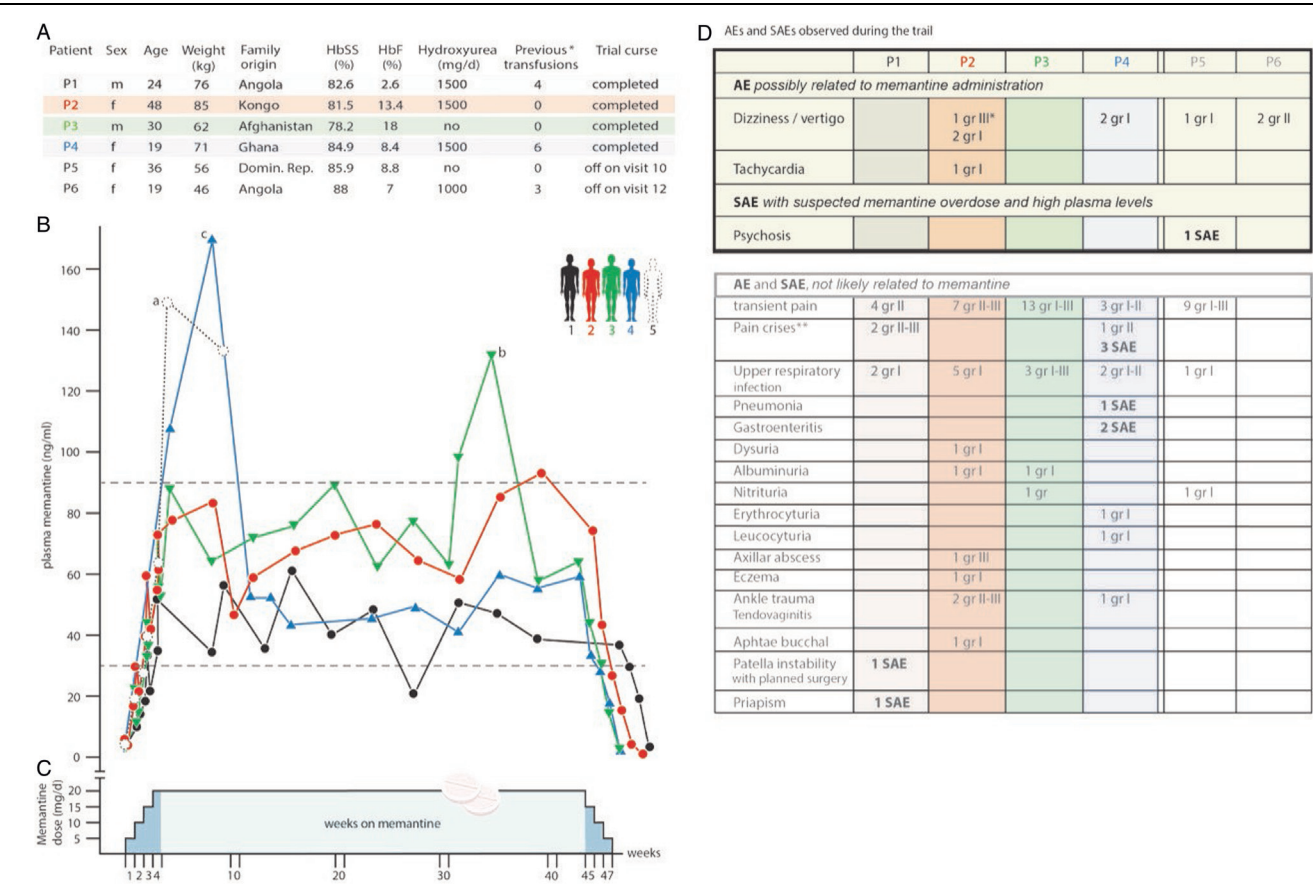 A
Patient Sex Age Weight (kg) Family origin HbSS (%) HbF (%) Hydroxyurea (mg/d) Previous* transfusions Trial curse
P1 m 24 76 Angola 82.6 2.6 1500 4 completed
P2 f 48 85 Kongo 81.5 13.4 1500 0 completed
P3 m 30 62 Afghanistan 78.2 18 no 0 completed
P4 f 19 71 Ghana 84.9 8.4 1500 6 completed
P5 f 36 56 Domin. Rep. 85.9 8.8 no 0 off on visit 10
P6 f 19 46 Angola 88 7 1000 3 off on visit 12
B
plasma memantine (ng/ml)
160
140
120
100
80
60
40
20
0
a
c
b
1 2 3 4 5
C
Memantine dose (mg/d)
20
15
10
5
weeks on memantine
weeks
1 2 3 4 10 20 30 40 45 47
D AEs and SAEs observed during the trail
P1 P2 P3 P4 P5 P6
AE possibly related to memantine administration
Dizziness / vertigo 1 gr III* 2 gr I 1 gr I 2 gr II
2 gr I
Tachycardia 1 gr I
SAE with suspected memantine overdose and high plasma levels
Psychosis 1 SAE
AE and SAE, not likely related to memantine
transient pain 4 gr II 7 gr II-III 13 gr I-III 3 gr I-II 9 gr I-III
Pain crises** 2 gr II-III 1 gr II
3 SAE
Upper respiratory 2 gr I 5 gr I 3 gr I-III 2 gr I-II 1 gr I
infection
Pneumonia 1 SAE
Gastroenteritis 2 SAE
Dysuria 1 gr I
Albuminuria 1 gr I 1 gr I
Nitrituria 1 gr 1 gr I
Erythrocyturia 1 gr I
Leucocyturia 1 gr I
Axillar abscess 1 gr III
Eczema 1 gr I
Ankle trauma 2 gr II-III 1 gr I
Tendovaginitis
Aphtae bucchal 1 gr I
Patella instability 1 SAE
with planned surgery
Priapism 1 SAE